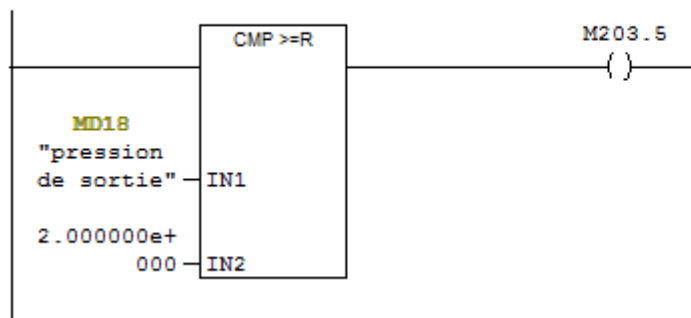 CMP >=R
M203.5
MD18
"pression
de sortie"
IN1
2.000000e+
000
IN2